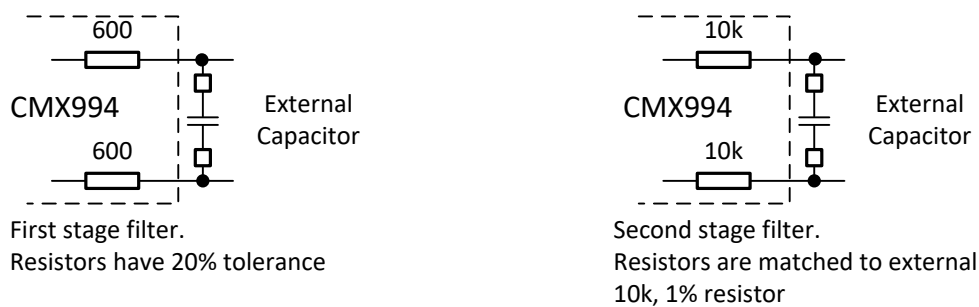 600
CMX994
External
Capacitor
600
First stage filter.
Resistors have 20% tolerance
10k
CMX994
External
Capacitor
10k
Second stage filter.
Resistors are matched to external
10k, 1% resistor